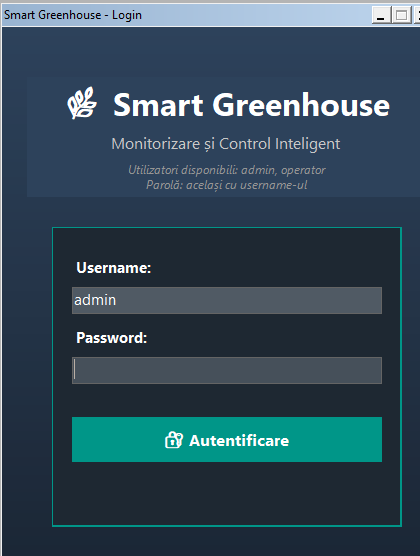 Smart Greenhouse - Login
Smart Greenhouse
Monitorizare și Control Inteligent
Utilizatori disponibili: admin, operator
Parolă: același cu username-ul
Username:
admin
Password:
Autentificare